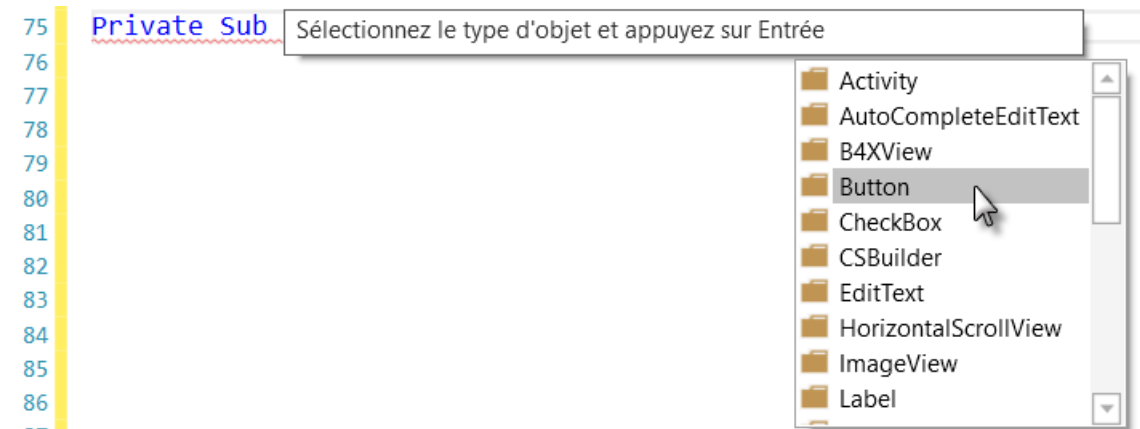 75 Private Sub Sélectionnez le type d'objet et appuyez sur Entrée
76
Activity
77
AutoCompleteEditText
78
B4XView
79
Button
80
CheckBox
81
CSBuilder
82
EditText
83
HorizontalScrollView
84
ImageView
85
Label
86